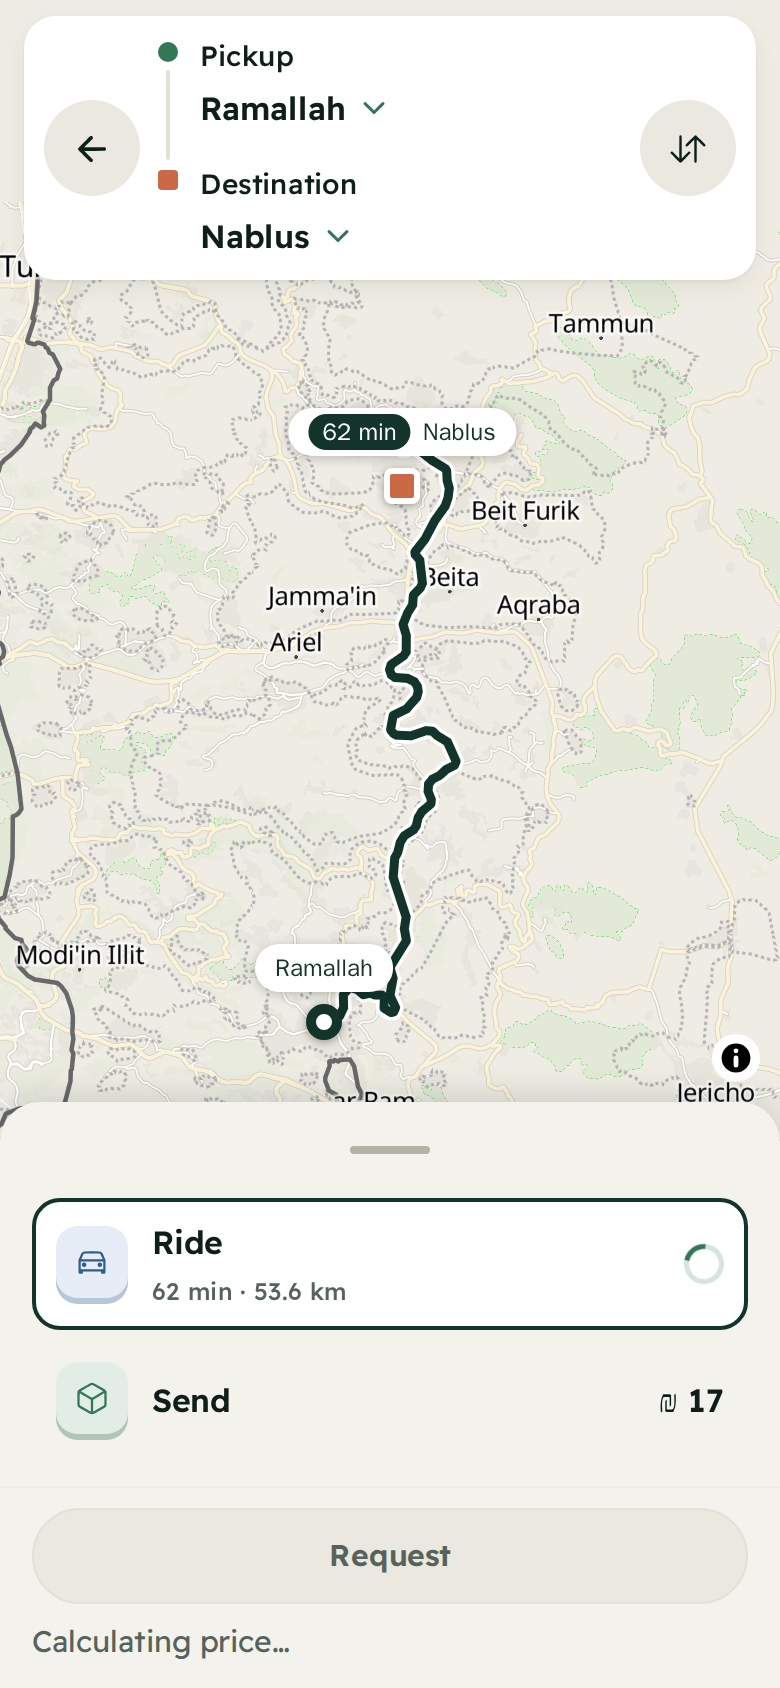 Pickup
Ramallah
Destination
Nablus
Tammun
62 min Nablus
Beit Furik
Beita
Jamma'in
Aqraba
Ariel
Modi'in Illit
Ramallah
Jericho
Ride
62 min · 53.6 km
Send
₪ 17
Request
Calculating price…